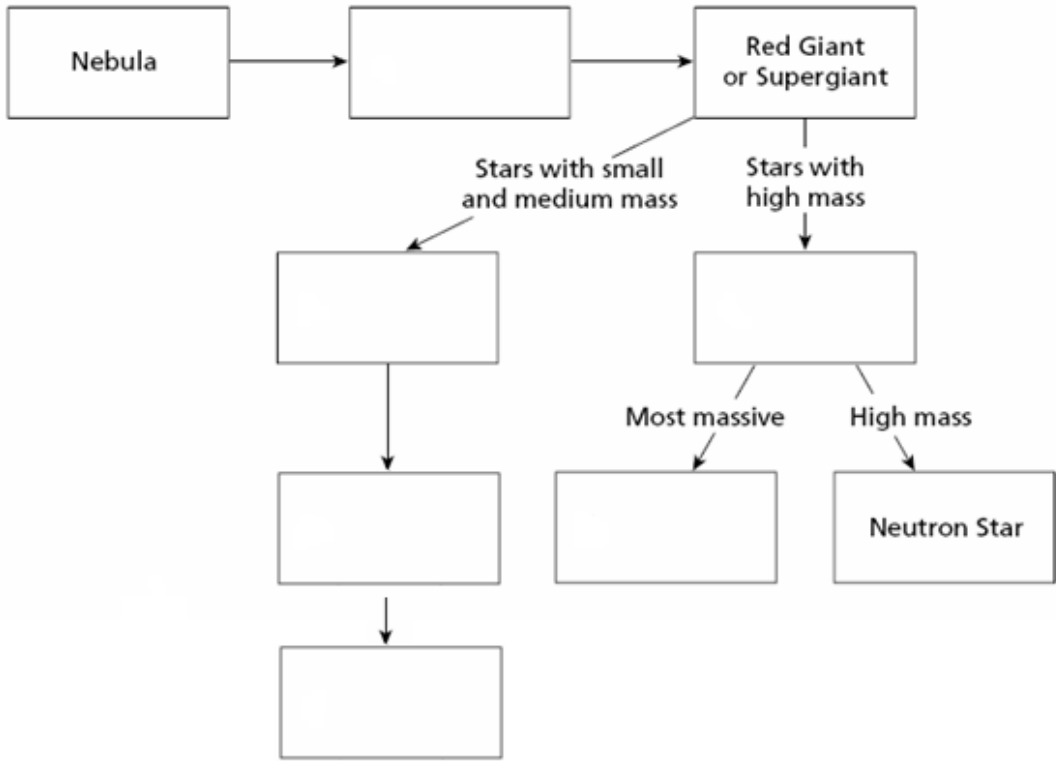 Nebula
Red Giant
or Supergiant
Stars with small
and medium mass
Stars with
high mass
Most massive
High mass
Neutron Star